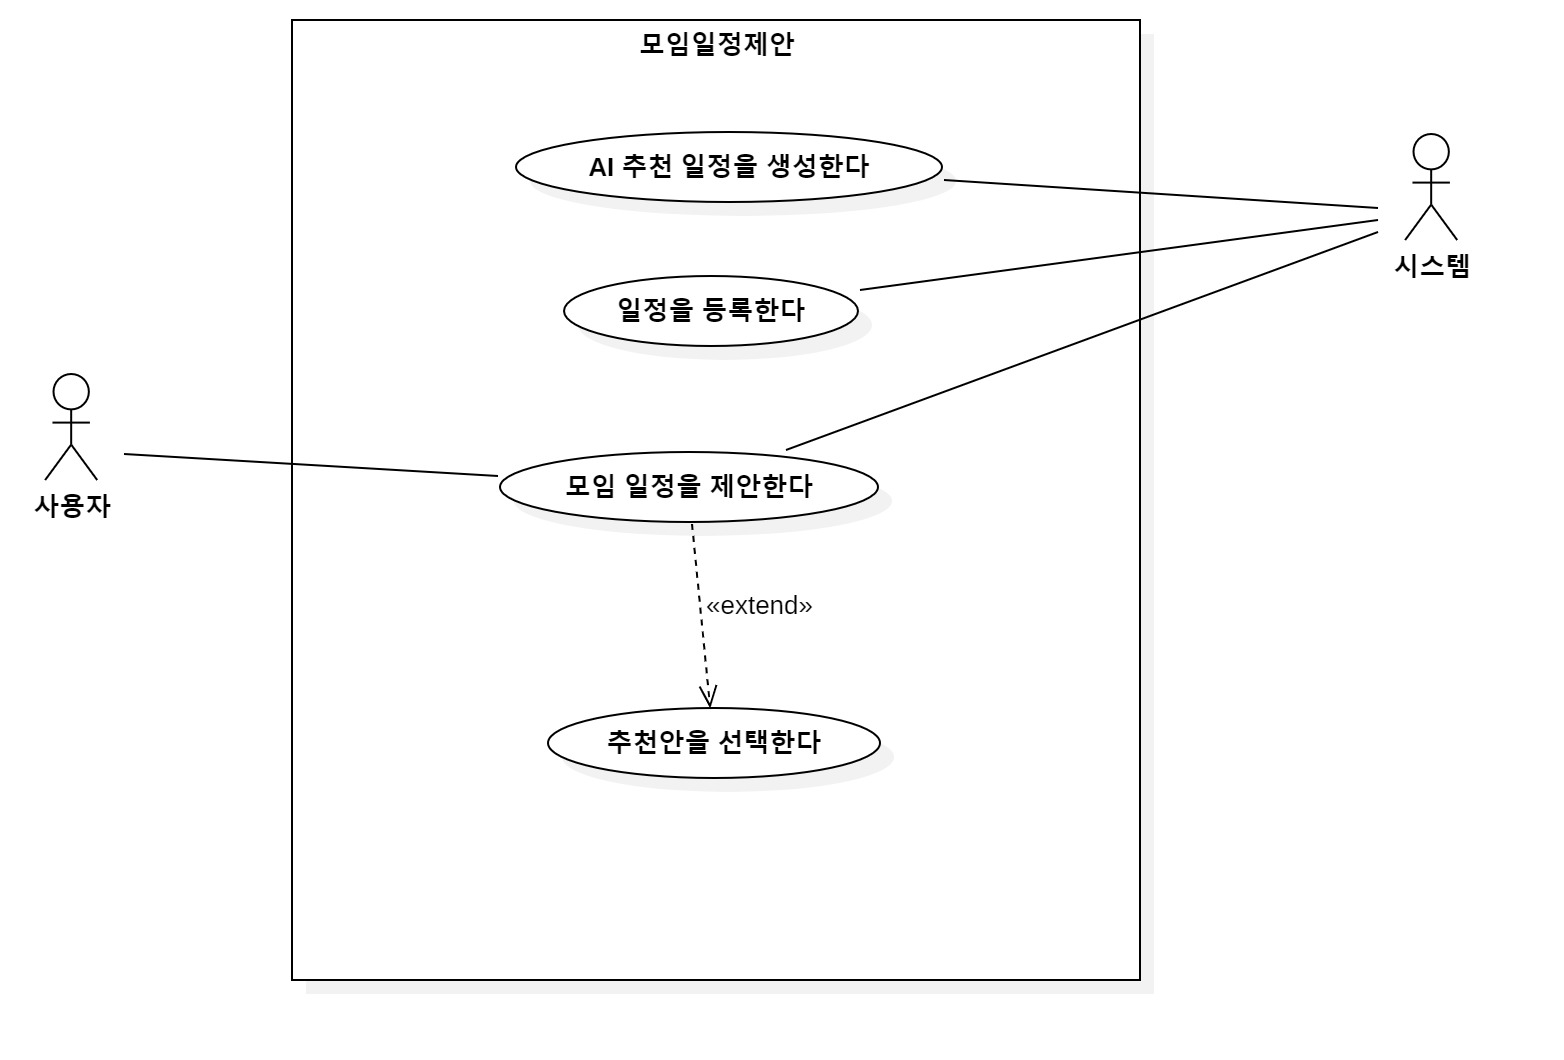 모임일정제안
AI 추천 일정을 생성한다
시스템
일정을 등록한다
모임 일정을 제안한다
사용자
«extend»
추천안을 선택한다